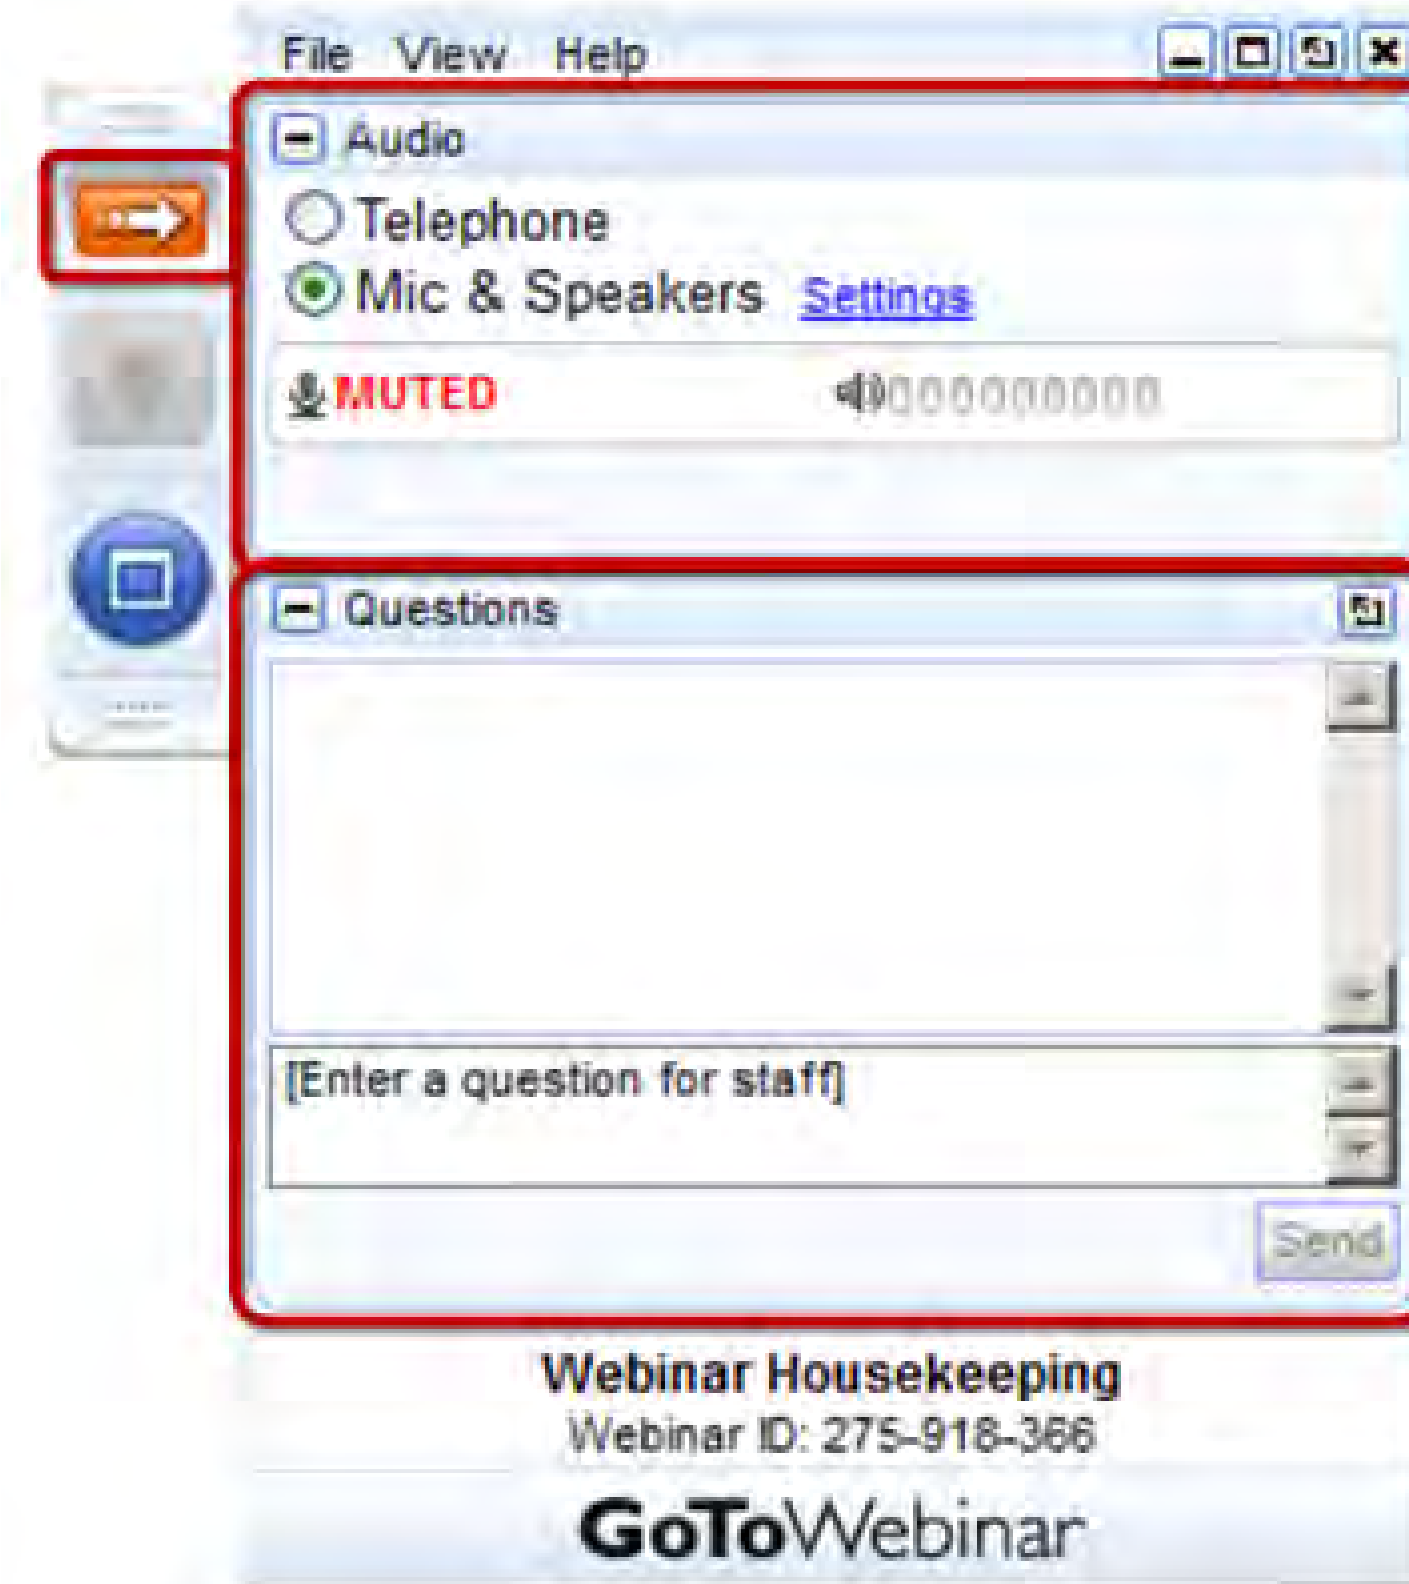 File View Help
Audio
Telephone
Mic & Speakers Settings
MUTED 000000000
Questions
[Enter a question for staff]
Send
Webinar Housekeeping
Webinar ID: 275-918-366
GoToWebinar